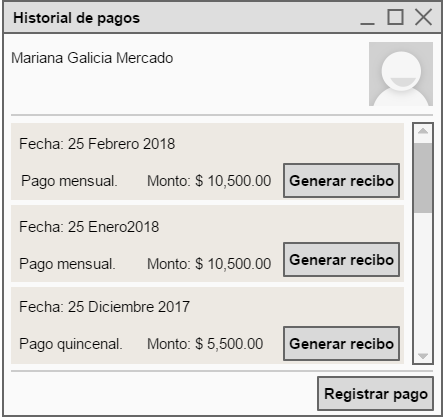 Historial de pagos
Mariana Galicia Mercado
Fecha: 25 Febrero 2018
Pago mensual. Monto: $ 10,500.00 Generar recibo
Fecha: 25 Enero2018
Pago mensual. Monto: $ 10,500.00 Generar recibo
Fecha: 25 Diciembre 2017
Pago quincenal. Monto: $ 5,500.00 Generar recibo
Registrar pago